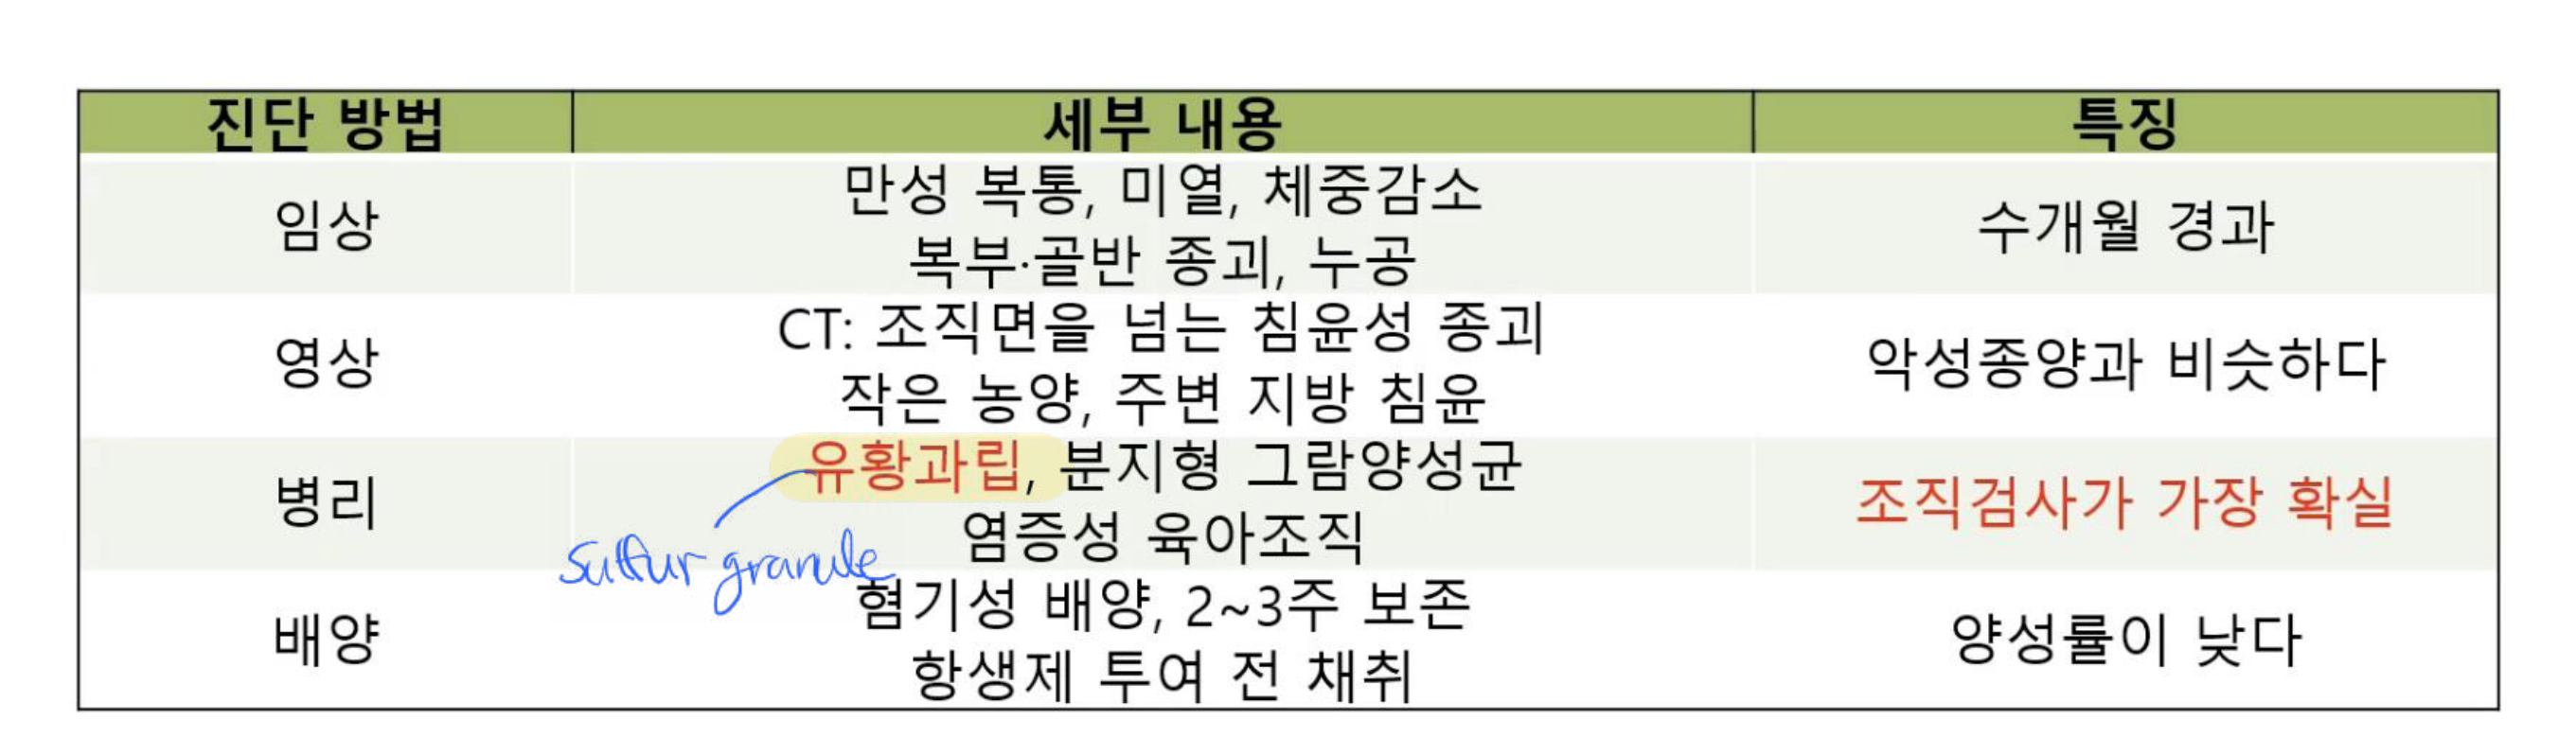 진단 방법 세부 내용 특징
임상
만성 복통, 미열, 체중감소
복부·골반 종괴, 누공
수개월 경과
영상
CT: 조직면을 넘는 침윤성 종괴
작은 농양, 주변 지방 침윤
악성종양과 비슷하다
병리
유황과립, 분지형 그람양성균
염증성 육아조직
조직검사가 가장 확실
sulfur granule
배양
혐기성 배양, 2~3주 보존
항생제 투여 전 채취
양성률이 낮다